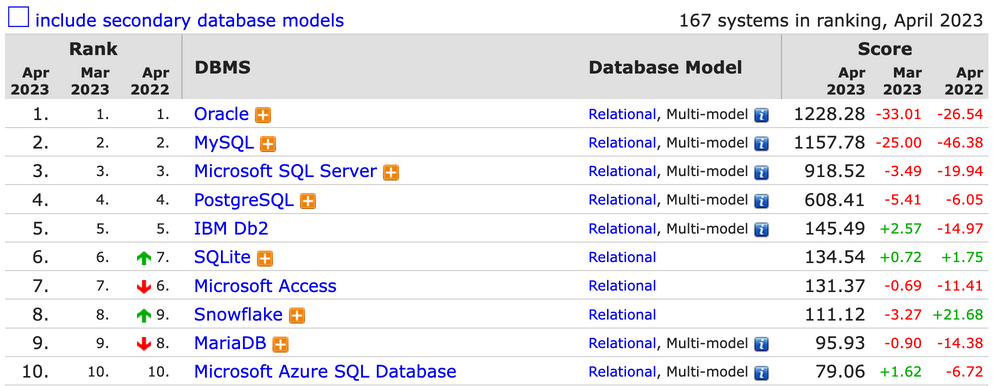 include secondary database models 167 systems in ranking, April 2023
Rank DBMS Database Model Score
Apr 2023 Mar 2023 Apr 2022 Apr 2023 Mar 2023 Apr 2022
1. 1. 1. Oracle Relational, Multi-model 1228.28 -33.01 -26.54
2. 2. 2. MySQL Relational, Multi-model 1157.78 -25.00 -46.38
3. 3. 3. Microsoft SQL Server Relational, Multi-model 918.52 -3.49 -19.94
4. 4. 4. PostgreSQL Relational, Multi-model 608.41 -5.41 -6.05
5. 5. 5. IBM Db2 Relational, Multi-model 145.49 +2.57 -14.97
6. 6. 7. SQLite Relational 134.54 +0.72 +1.75
7. 7. 6. Microsoft Access Relational 131.37 -0.69 -11.41
8. 8. 9. Snowflake Relational 111.12 -3.27 +21.68
9. 9. 8. MariaDB Relational, Multi-model 95.93 -0.90 -14.38
10. 10. 10. Microsoft Azure SQL Database Relational, Multi-model 79.06 +1.62 -6.72